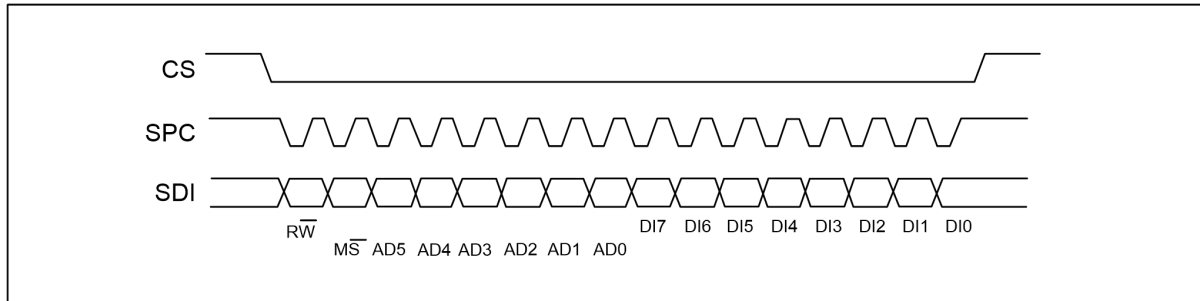 CS
SPC
SDI
RW̅ DI7 DI6 DI5 DI4 DI3 DI2 DI1 DI0
MS̅ AD5 AD4 AD3 AD2 AD1 AD0